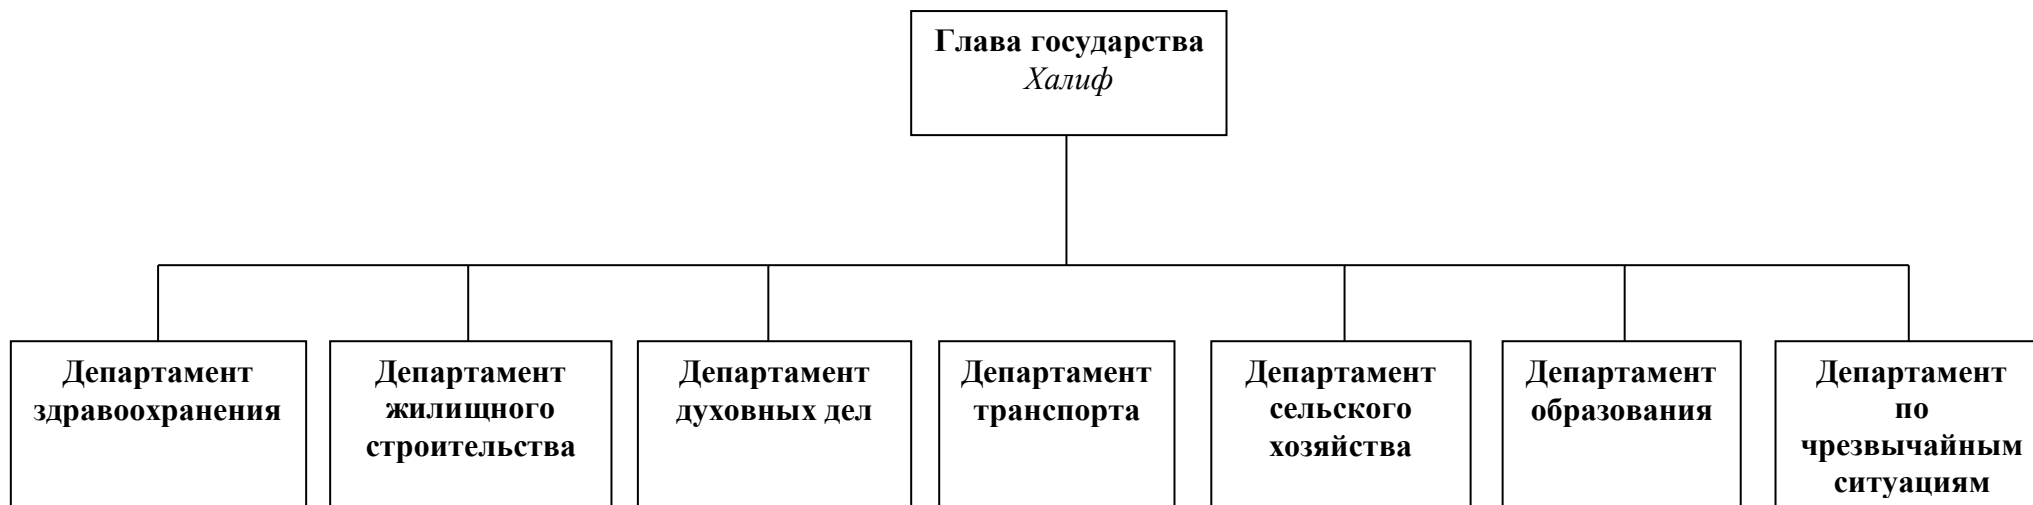 Глава государства
Халиф
Департамент
здравоохранения
Департамент
жилищного
строительства
Департамент
духовных дел
Департамент
транспорта
Департамент
сельского
хозяйства
Департамент
образования
Департамент
по
чрезвычайным
ситуациям